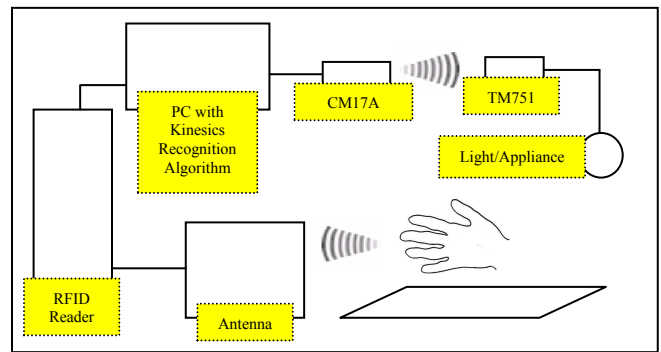 PC with
Kinesics
Recognition
Algorithm
CM17A
TM751
Light/Appliance
RFID
Reader
Antenna